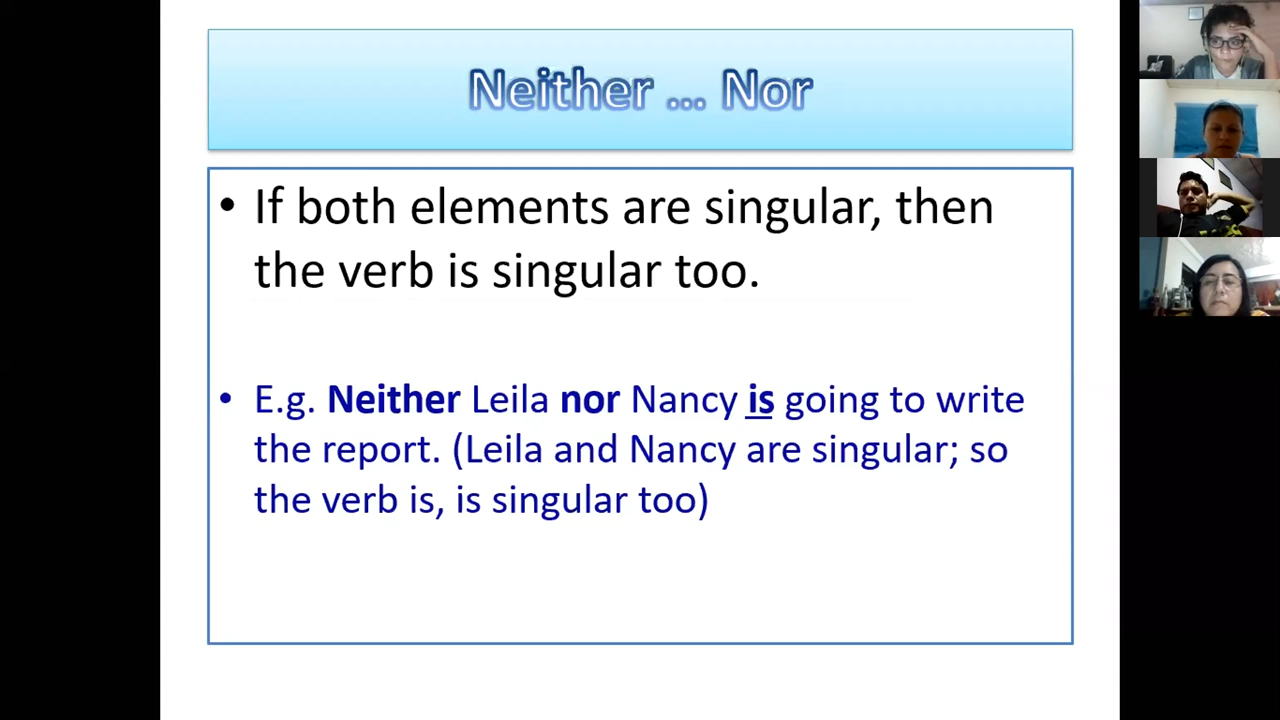 Neither ... Nor
• If both elements are singular, then
the verb is singular too.
• E.g. Neither Leila nor Nancy is going to write
the report. (Leila and Nancy are singular; so
the verb is, is singular too)